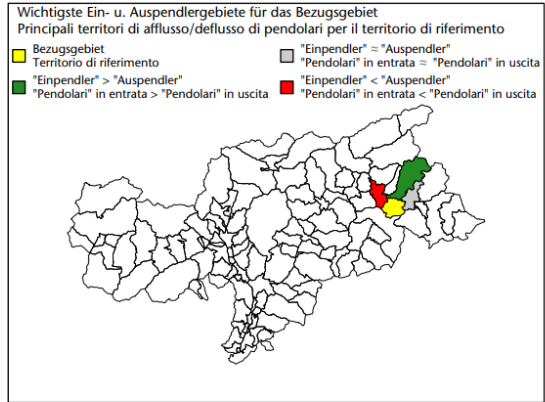 Wichtigste Ein- u. Auspendlergebiete für das Bezugsgebiet
Principali territori di afflusso/deflusso di pendolari per il territorio di riferimento
Bezugsgebiet
Territorio di riferimento
"Einpendler" ≈ "Auspendler"
"Pendolari" in entrata ≈ "Pendolari" in uscita
"Einpendler" > "Auspendler"
"Pendolari" in entrata > "Pendolari" in uscita
"Einpendler" < "Auspendler"
"Pendolari" in entrata < "Pendolari" in uscita